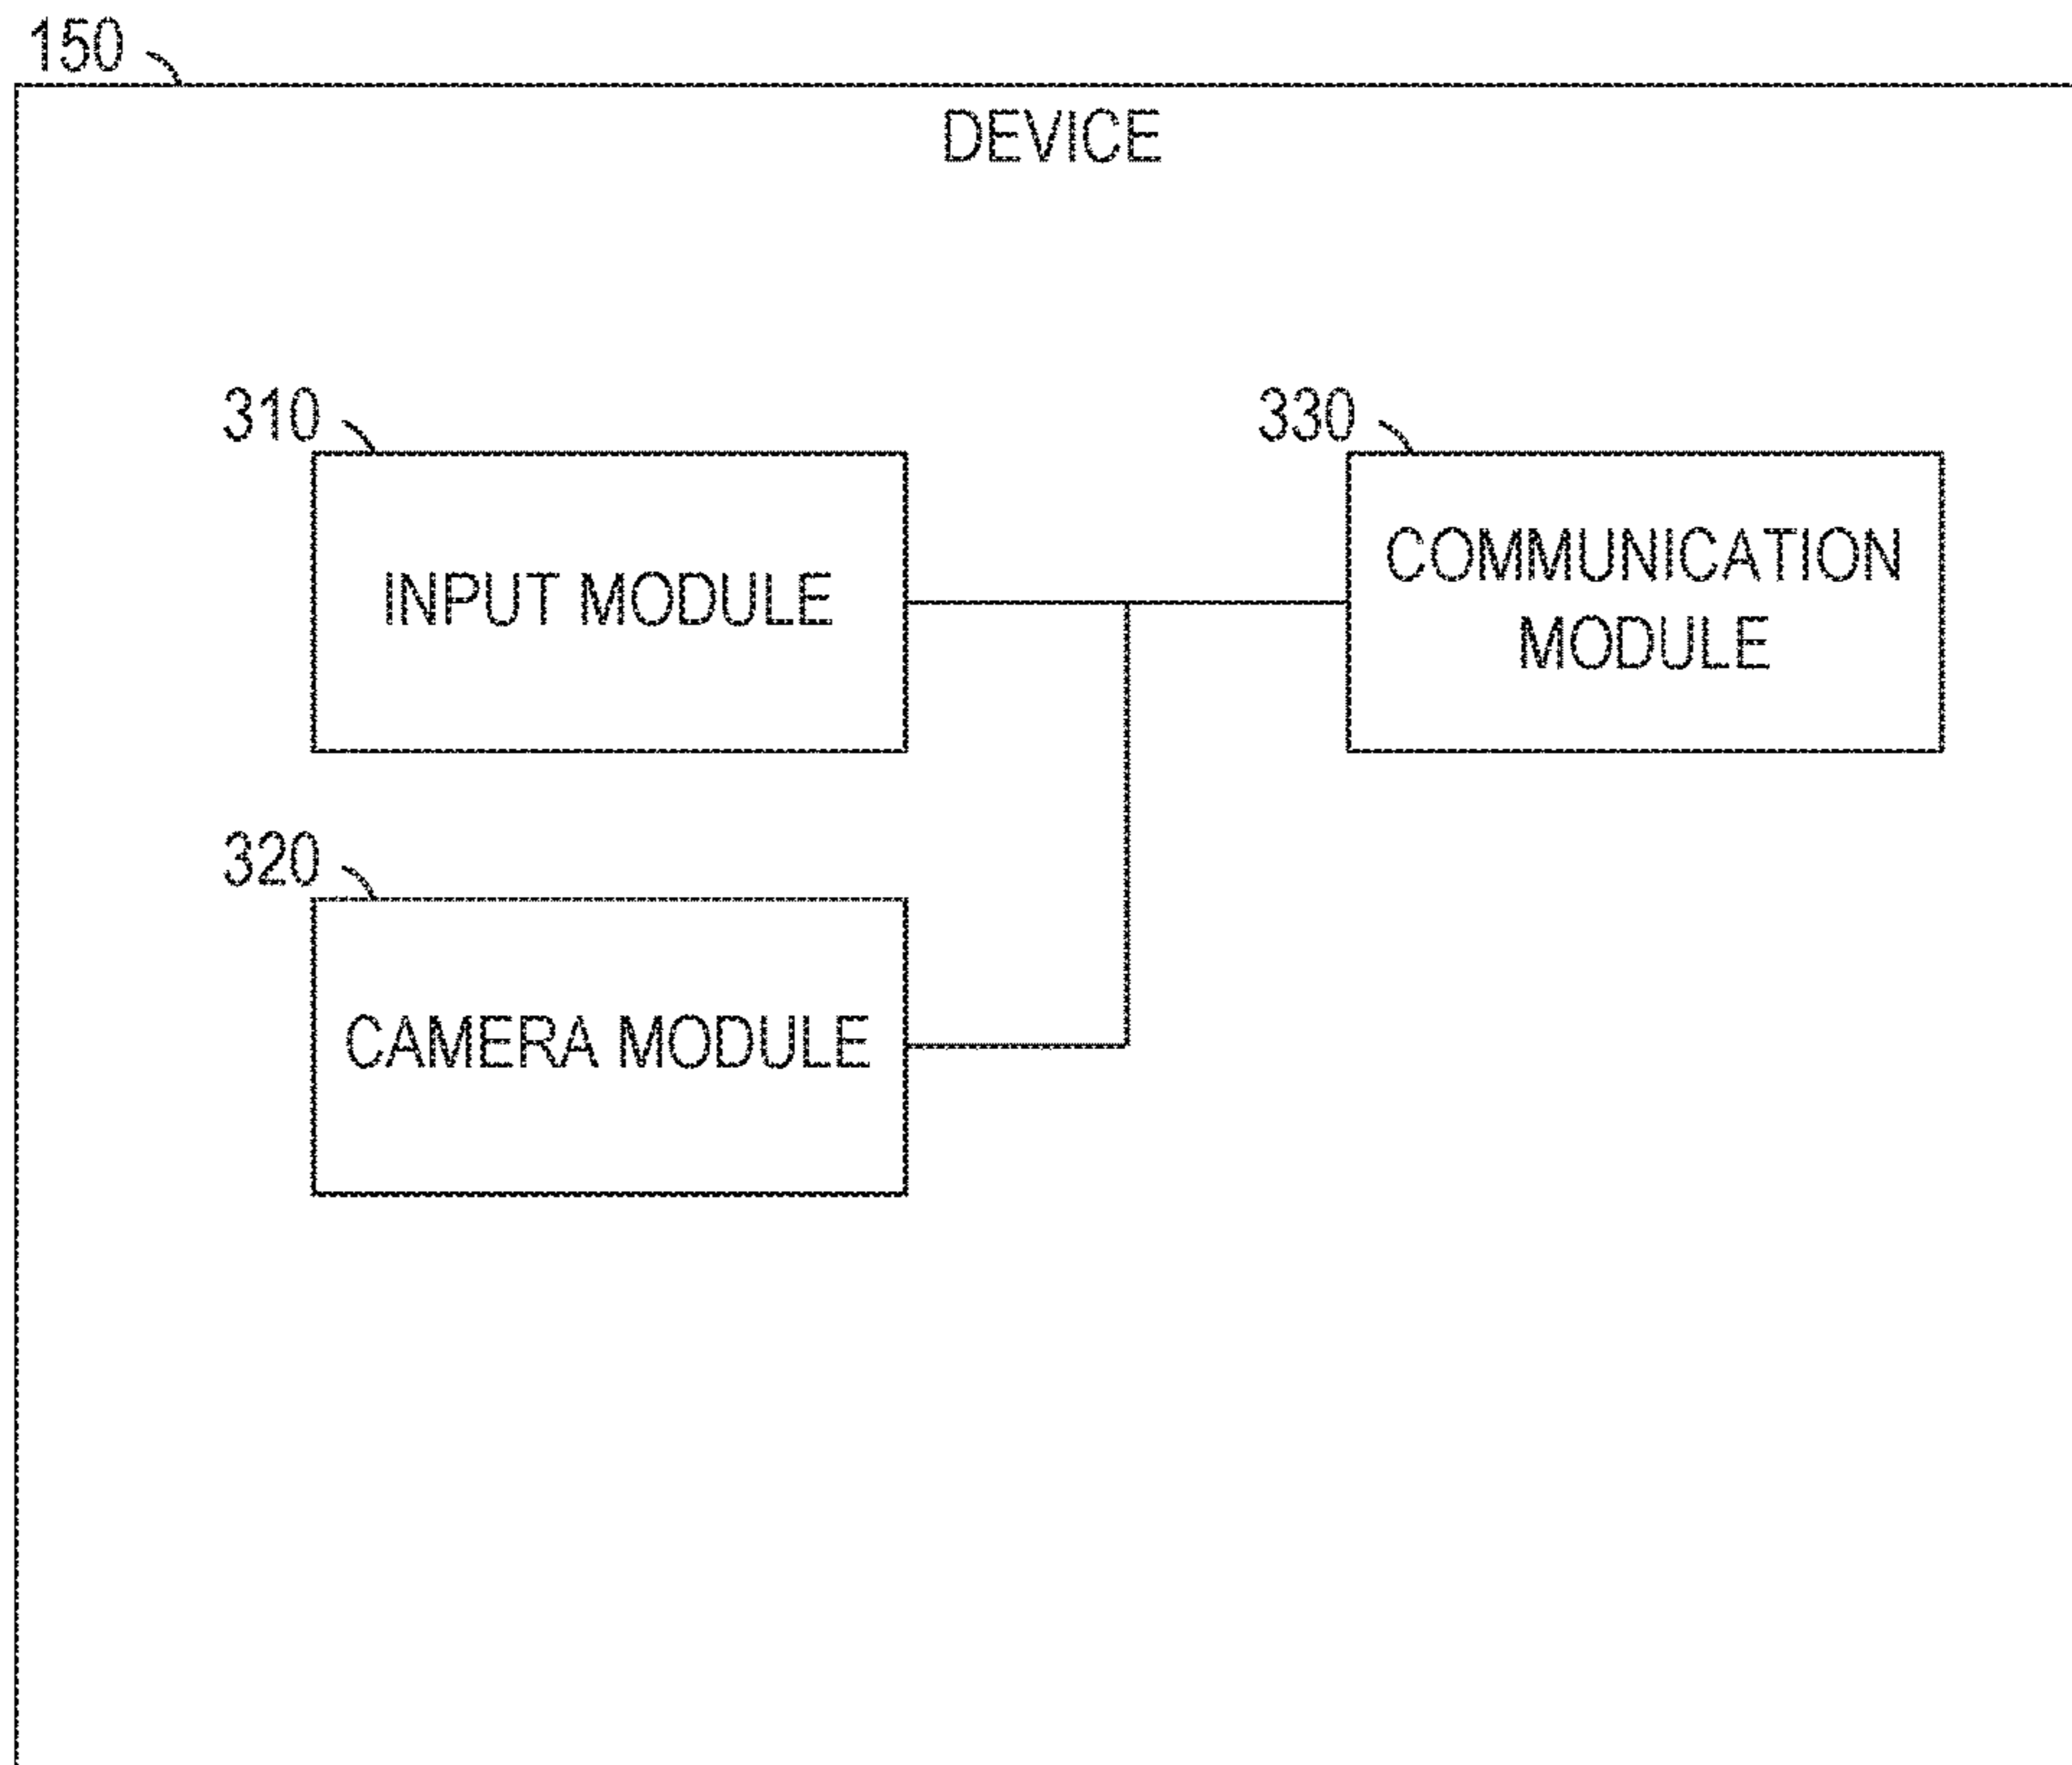 150
DEVICE
310
330
INPUT MODULE
COMMUNICATION
MODULE
320
CAMERA MODULE